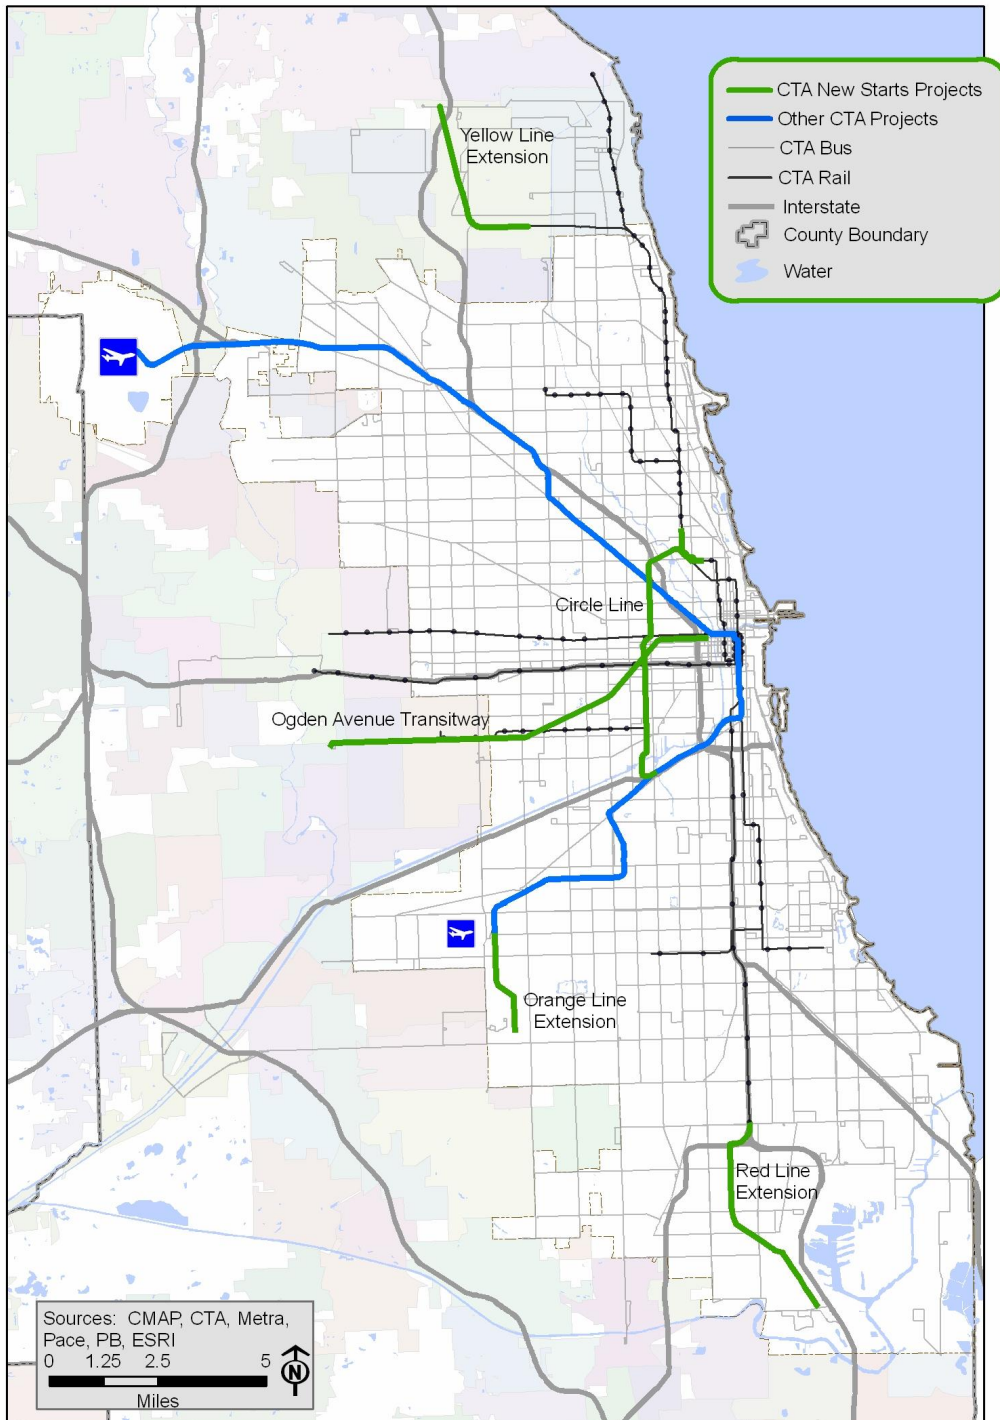 CTA New Starts Projects
Other CTA Projects
CTA Bus
CTA Rail
Interstate
County Boundary
Water
Yellow Line
Extension
Circle Line
Ogden Avenue Transitway
Orange Line
Extension
Red Line
Extension
Sources: CMAP, CTA, Metra,
Pace, PB, ESRI
0 1.25 2.5 5
Miles
N